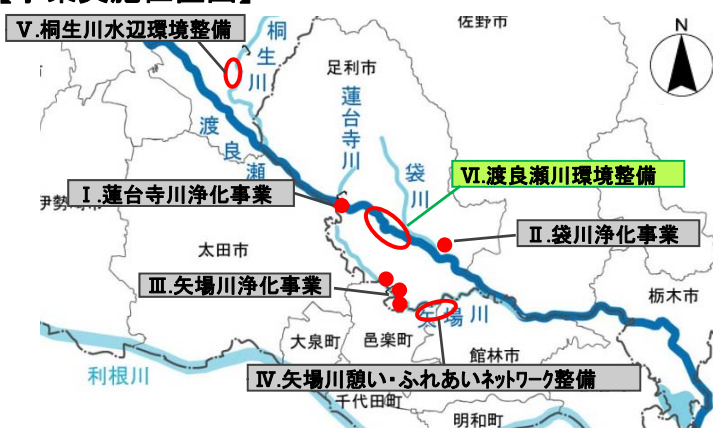 Ⅴ.桐生川水辺環境整備
桐生川
佐野市
N
足利市
蓮台寺川
渡良瀬
袋川
Ⅵ.渡良瀬川環境整備
Ⅰ.蓮台寺川浄化事業
太田市
Ⅱ.袋川浄化事業
Ⅲ.矢場川浄化事業
栃木市
矢場川
大泉町
邑楽町
館林市
利根川
Ⅳ.矢場川憩い・ふれあいネットワーク整備
千代田町
明和町